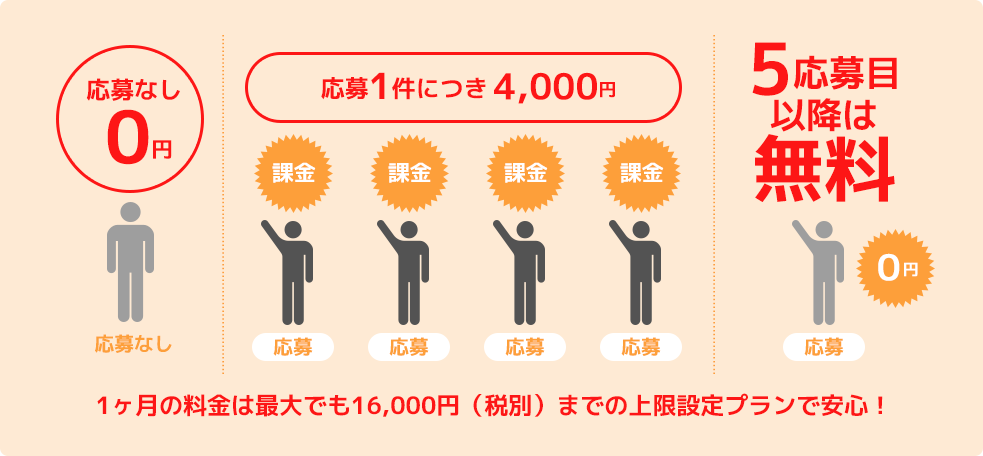 応募なし
0円
応募なし
応募1件につき 4,000円
課金
課金
課金
課金
応募
応募
応募
応募
5応募目
以降は
無料
0円
応募
1ヶ月の料金は最大でも16,000円（税別）までの上限設定プランで安心！